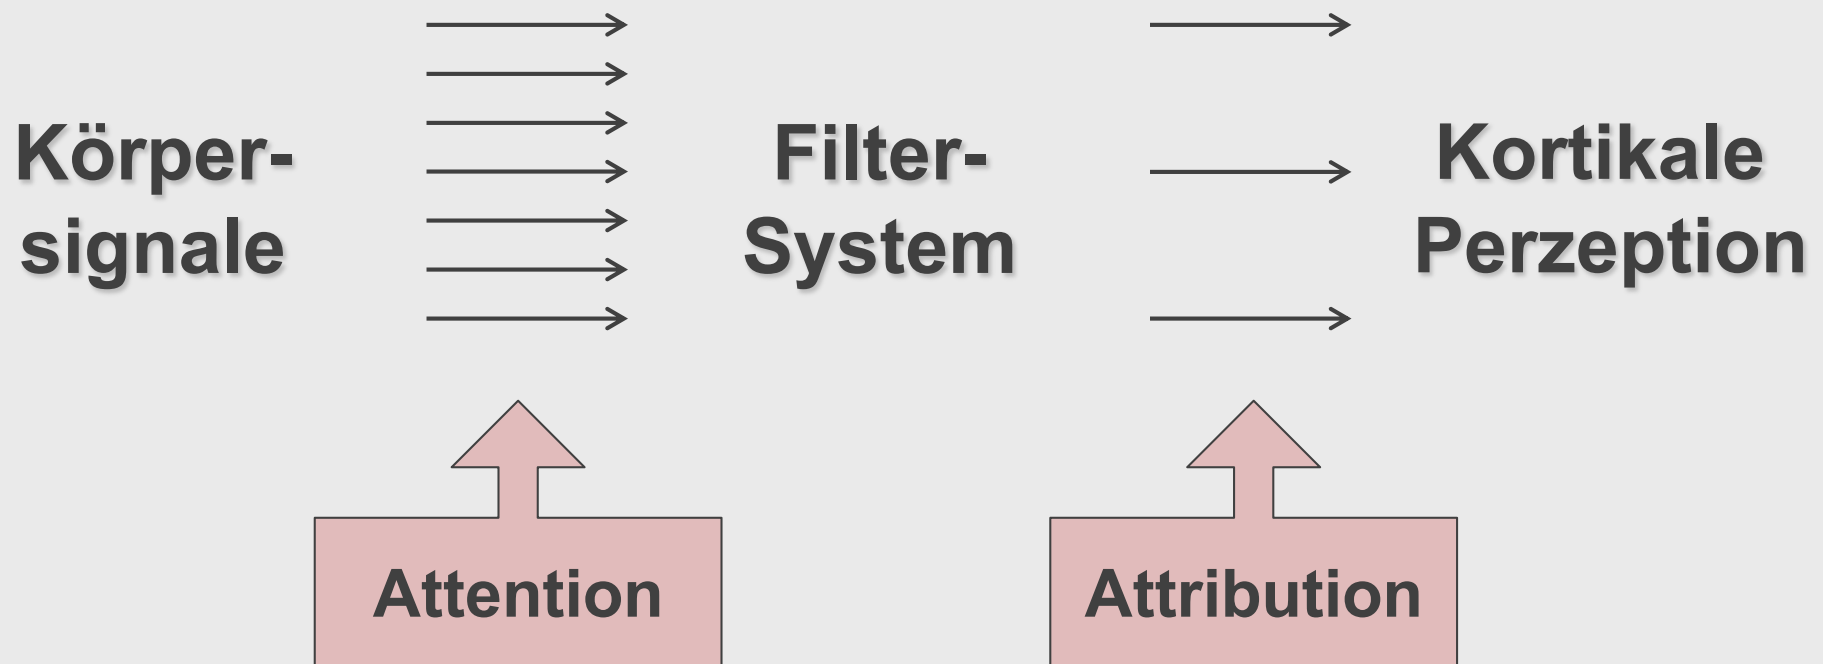 Körper-
signale
Filter-
System
Kortikale
Perzeption
Attention
Attribution